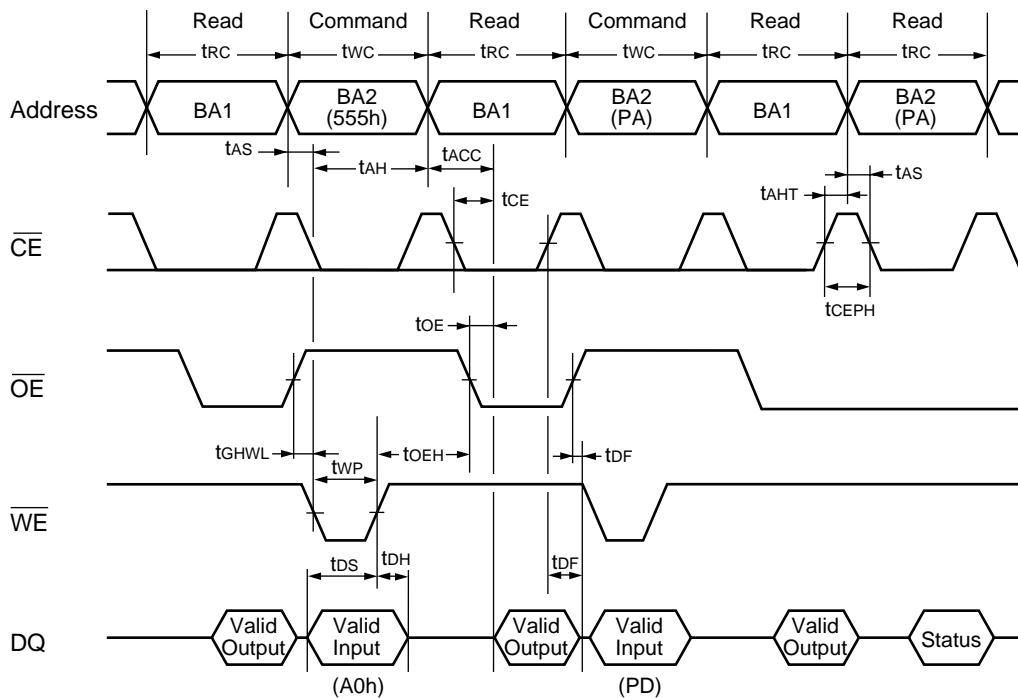 Read Command Read Command Read Read
tRC tWC tRC tWC tRC tRC
Address BA1 BA2 BA1 BA2 BA1 BA2
(555h) (PA) (PA)
tAS tAH tACC tAS
tAHT
tCE
CE
tCEPH
tOE
OE
tGHWL tWP tOEH tDF
WE
tDS tDH tDF
DQ Valid Valid Valid Valid Valid Status
Output Input Output Input Output
(A0h) (PD)